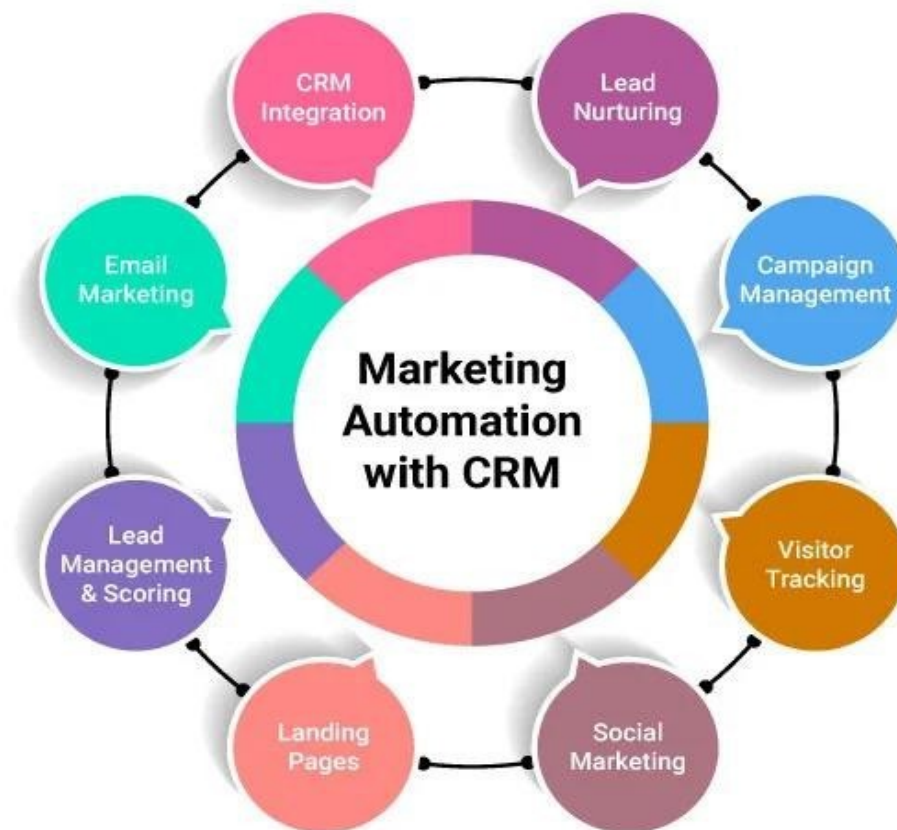 CRM
Integration
Lead
Nurturing
Email
Marketing
Campaign
Management
Marketing
Automation
with CRM
Lead
Management
& Scoring
Visitor
Tracking
Landing
Pages
Social
Marketing